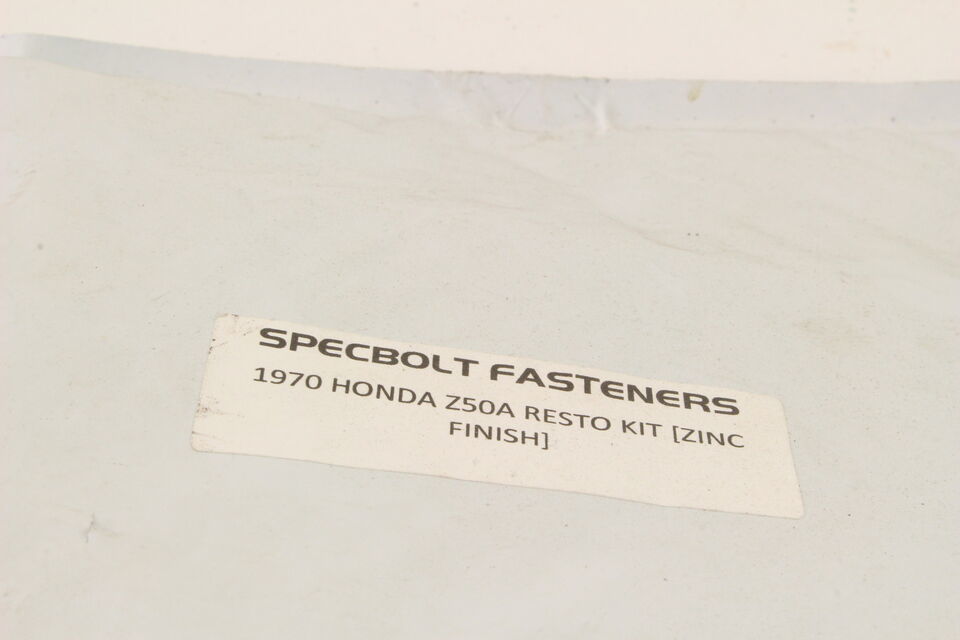 SPECBOLT FASTENERS
1970 HONDA Z50A RESTO KIT [ZINC
FINISH]